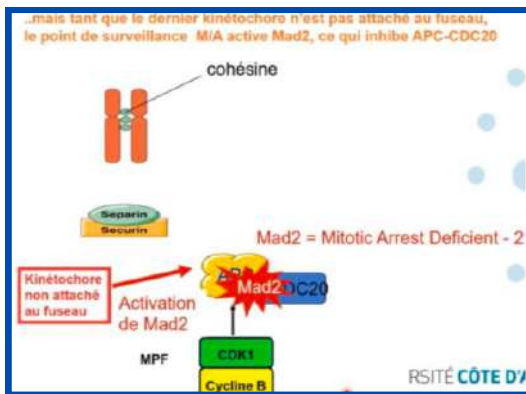 ..mais tant que le dernier kinétochore n'est pas attaché au fuseau,
le point de surveillance M/A active Mad2, ce qui inhibe APC-CDC20
cohésine
Separin
Securin
Mad2 = Mitotic Arrest Deficient - 2
Kinétochore
non attaché
au fuseau
Activation
de Mad2
Mad2
CDC20
MPF
CDK1
Cycline B
RSITÉ CÔTE D'A